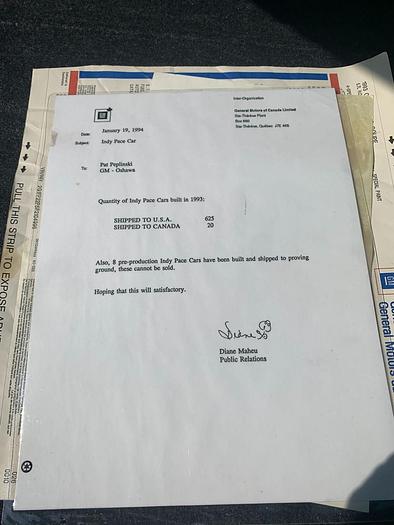 Inter-Organization
General Motors of Canada Limited
Ste-Thérèse Plant
Box 660
Ste-Thérèse, Québec J7E
Date: January 19, 1994
Subject: Indy Pace Car
To: Pat Peplinski
GM - Oshawa
Quantity of Indy Pace Cars built in 1993:
SHIPPED TO U.S.A. 625
SHIPPED TO CANADA 20
Also, 8 pre-production Indy Pace Cars have been built and shipped to proving
ground, these cannot be sold.
Hoping that this will satisfactory.
Diane
Diane Maheu
Public Relations
PULL THIS STRIP TO EXPOSE
General Motors